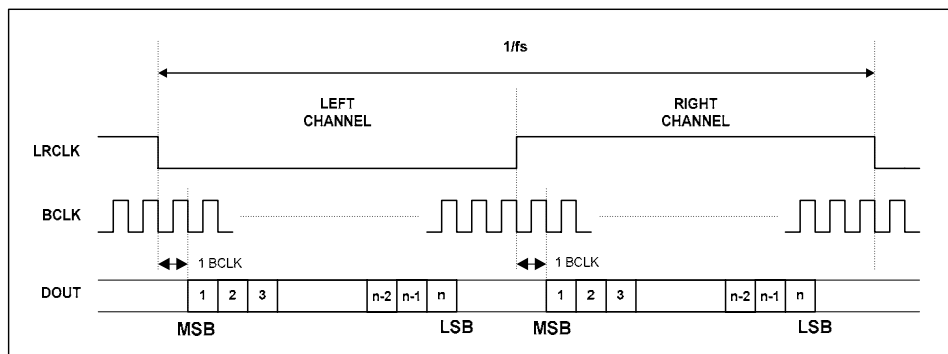 1/fs
LEFT
CHANNEL
RIGHT
CHANNEL
LRCLK
BCLK
1 BCLK
1 BCLK
DOUT
1 2 3 n-2 n-1 n 1 2 3 n-2 n-1 n
MSB LSB MSB LSB